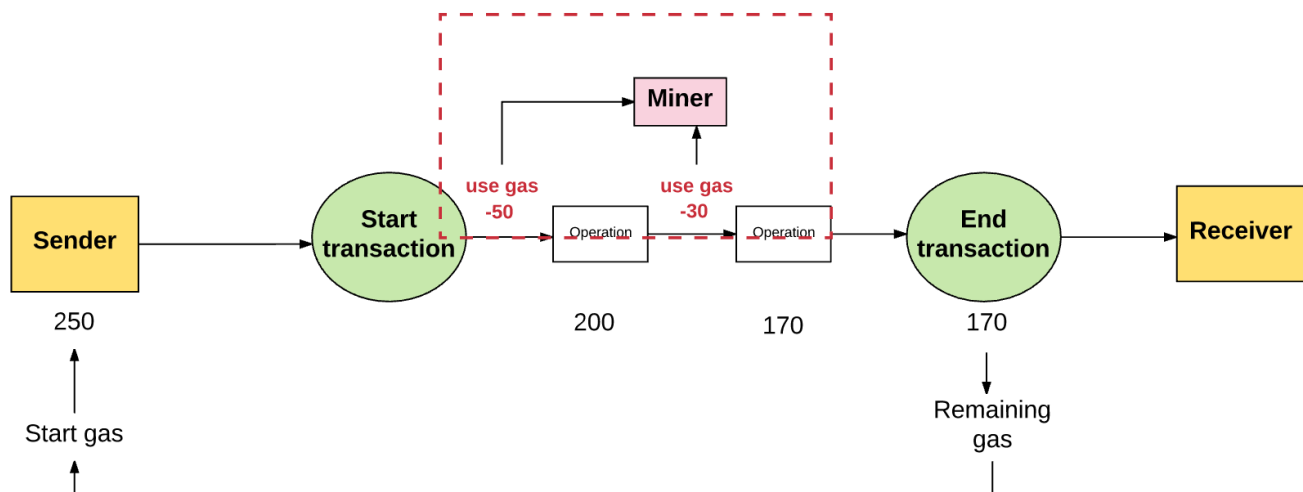 Miner
use gas
-50
use gas
-30
Sender
Start
transaction
Operation
Operation
End
transaction
Receiver
250
200
170
170
Start gas
Remaining
gas